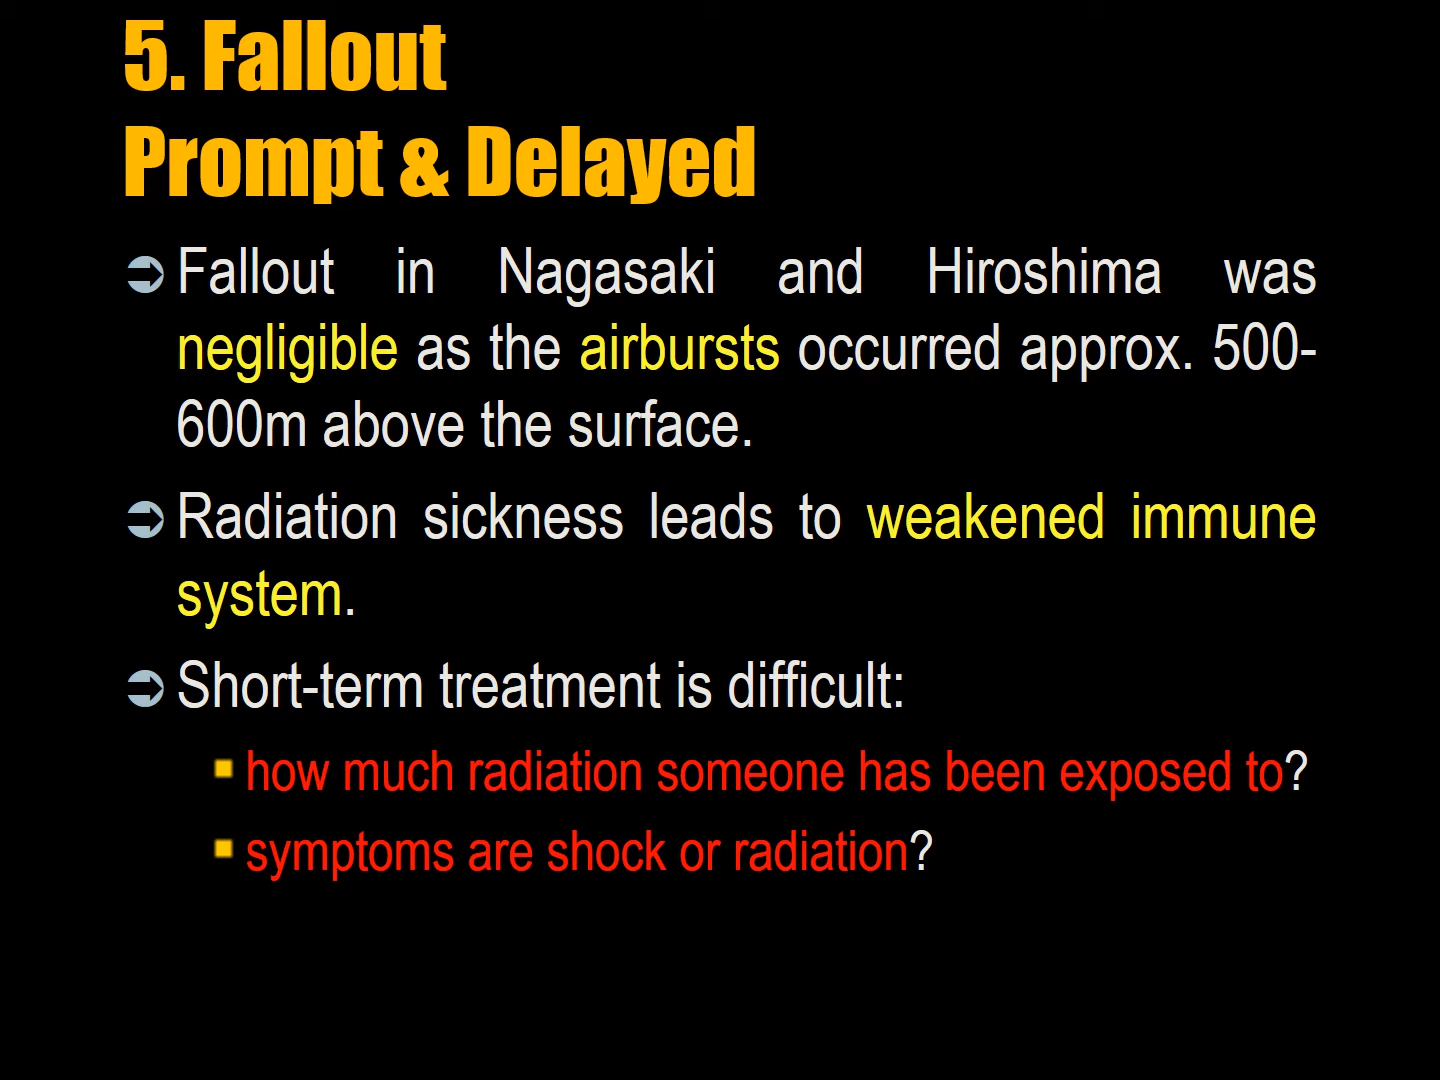 5. Fallout
Prompt & Delayed
Fallout in Nagasaki and Hiroshima was
negligible as the airbursts occurred approx. 500-
600m above the surface.
Radiation sickness leads to weakened immune
system.
Short-term treatment is difficult:
how much radiation someone has been exposed to?
symptoms are shock or radiation?